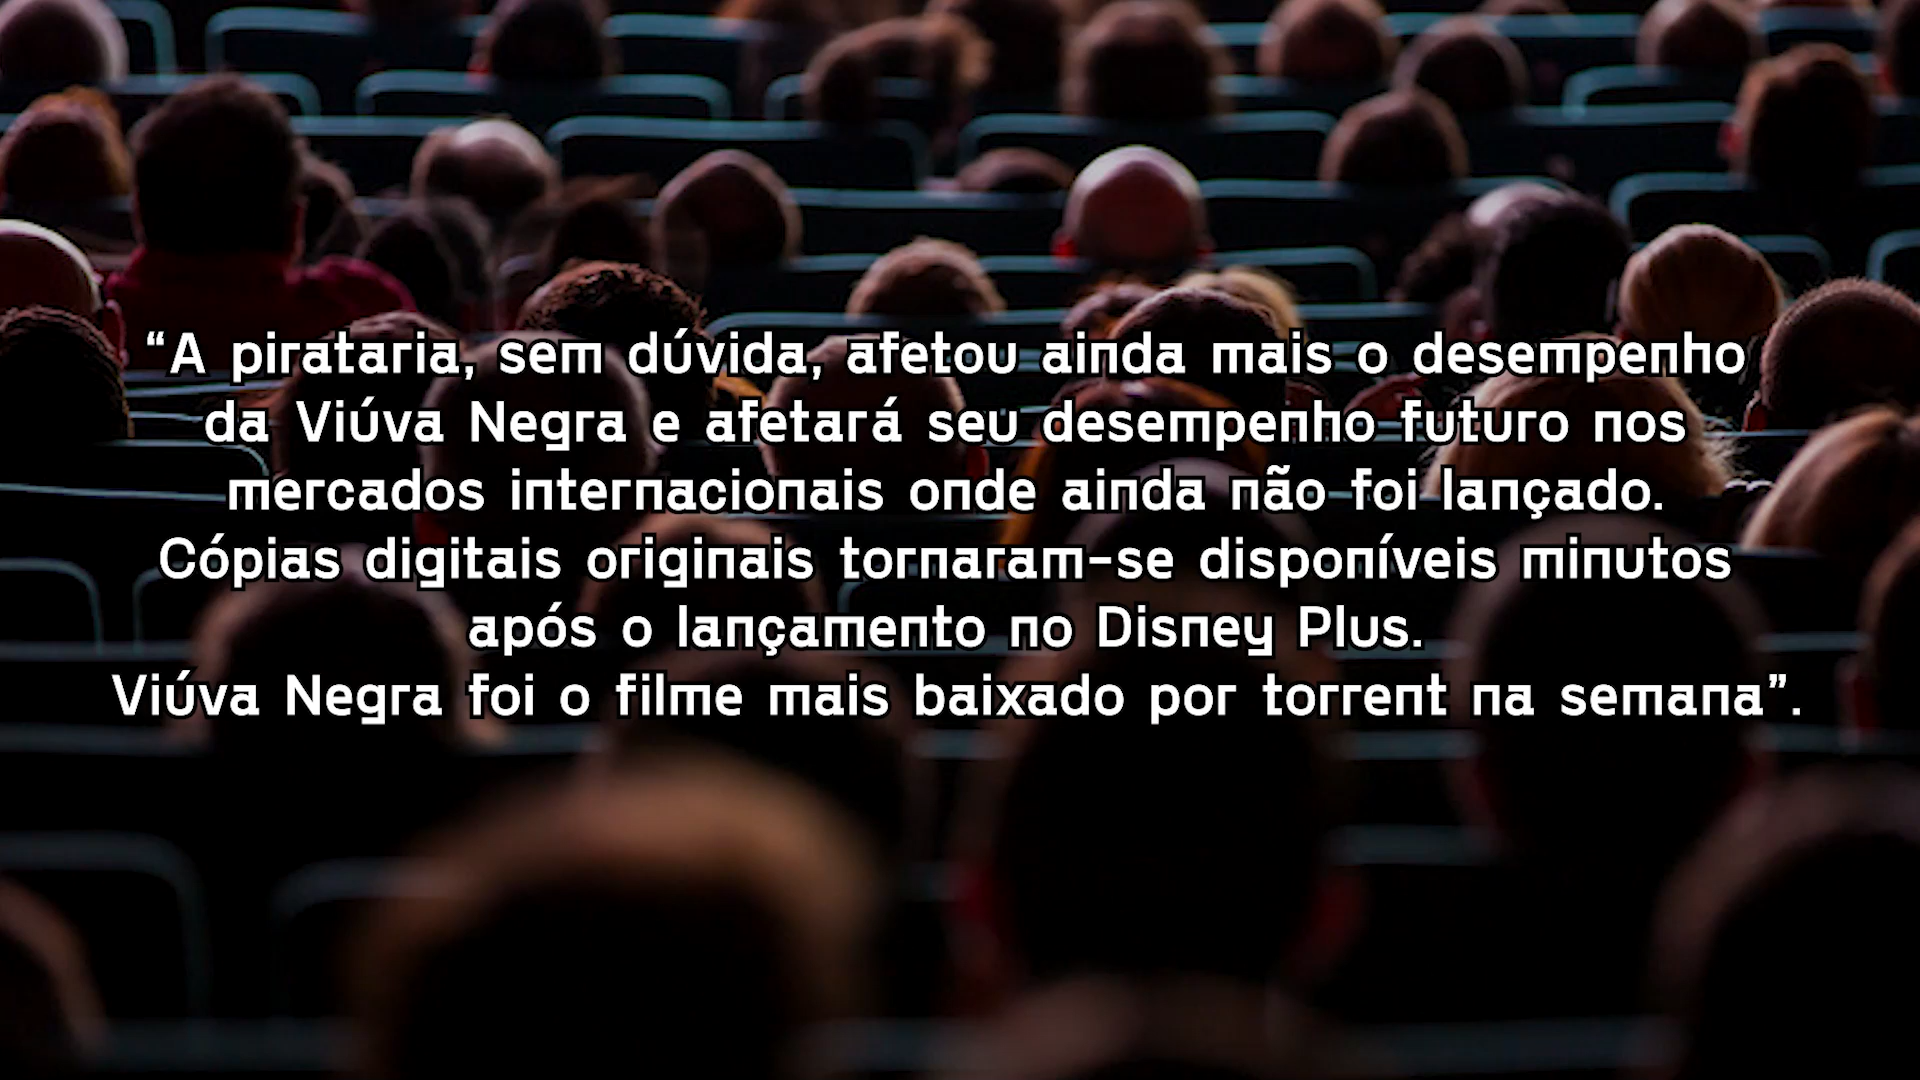 “A pirataria, sem dúvida, afetou ainda mais o desempenho
da Viúva Negra e afetará seu desempenho futuro nos
mercados internacionais onde ainda não foi lançado.
Cópias digitais originais tornaram-se disponíveis minutos
após o lançamento no Disney Plus.
Viúva Negra foi o filme mais baixado por torrent na semana”.